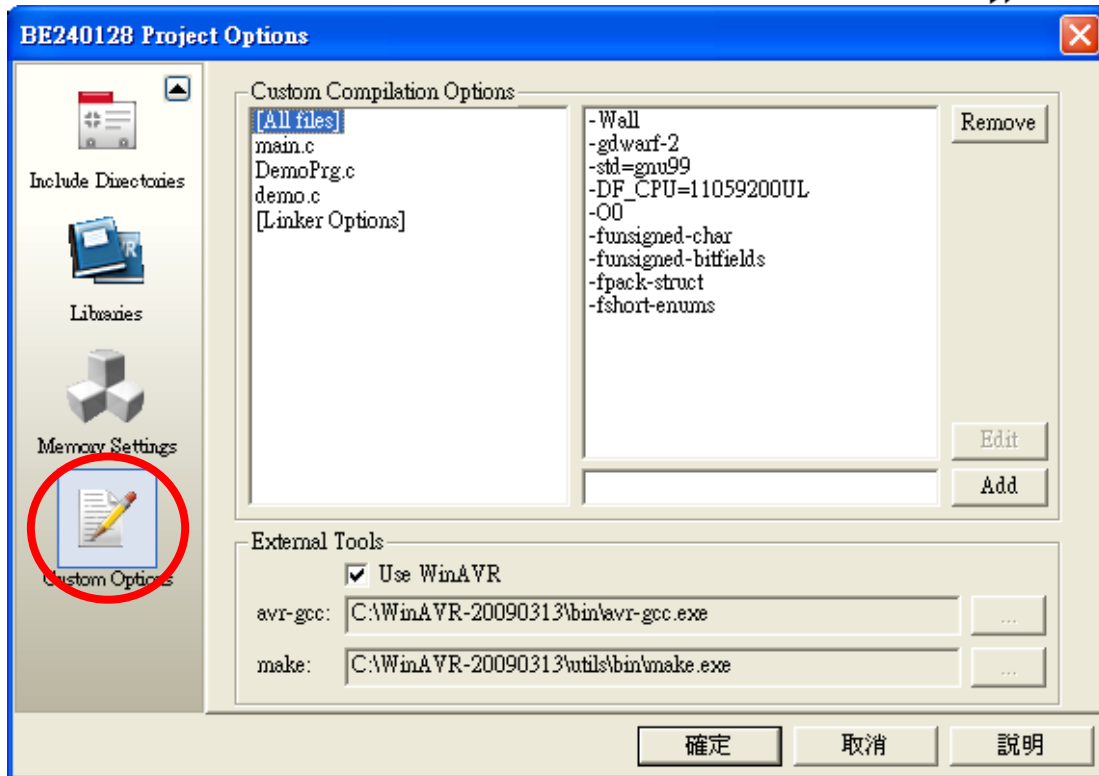 BE240128 Project Options
Include Directories
Libraries
Memory Settings
Custom Options
Custom Compilation Options
[All files]
main.c
DemoPrg.c
demo.c
[Linker Options]
-Wall
-gdwarf-2
-std=gnu99
-DF_CPU=11059200UL
-O0
-funsigned-char
-funsigned-bitfields
-fpack-struct
-fshort-enums
Remove
Edit
Add
External Tools
Use WinAVR
avr-gcc: C:\WinAVR-20090313\bin\avr-gcc.exe ...
make: C:\WinAVR-20090313\utils\bin\make.exe ...
確定 取消 說明